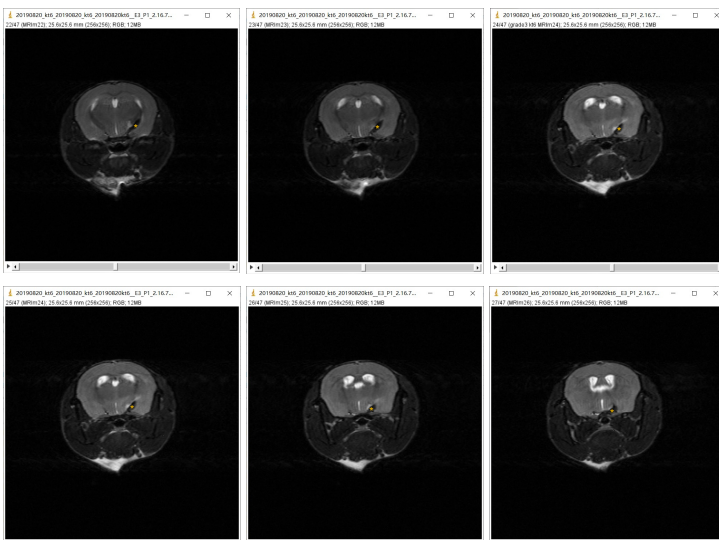 20190820_kt6_20190820_kt6_20190820kt6__E3_P1_2.16.7...
22/47 (MRIm22); 25.6x25.6 mm (256x256); RGB; 12MB
20190820_kt6_20190820_kt6_20190820kt6__E3_P1_2.16.7...
23/47 (MRIm23); 25.6x25.6 mm (256x256); RGB; 12MB
20190820_kt6_20190820_kt6_20190820kt6__E3_P1_2.16.7...
24/47 (grade3 kt6 MRIm24); 25.6x25.6 mm (256x256); RGB; 12MB
20190820_kt6_20190820_kt6_20190820kt6__E3_P1_2.16.7...
25/47 (MRIm24); 25.6x25.6 mm (256x256); RGB; 12MB
20190820_kt6_20190820_kt6_20190820kt6__E3_P1_2.16.7...
26/47 (MRIm25); 25.6x25.6 mm (256x256); RGB; 12MB
20190820_kt6_20190820_kt6_20190820kt6__E3_P1_2.16.7...
27/47 (MRIm26); 25.6x25.6 mm (256x256); RGB; 12MB